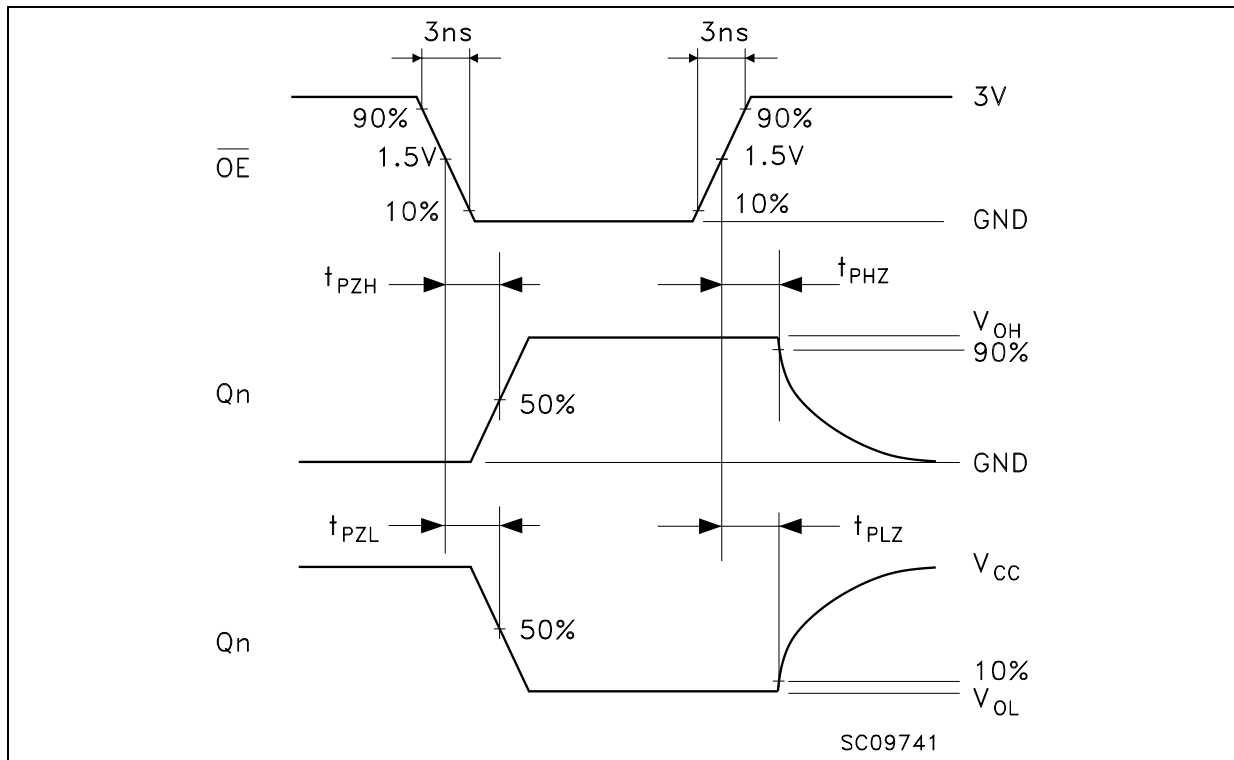 3ns 3ns
3V
90% 90%
OE 1.5V 1.5V
10% 10%
GND
tPZH tPHZ
VOH
90%
Qn 50%
GND
tPZL tPLZ
VCC
Qn 50%
10%
VOL
SC09741